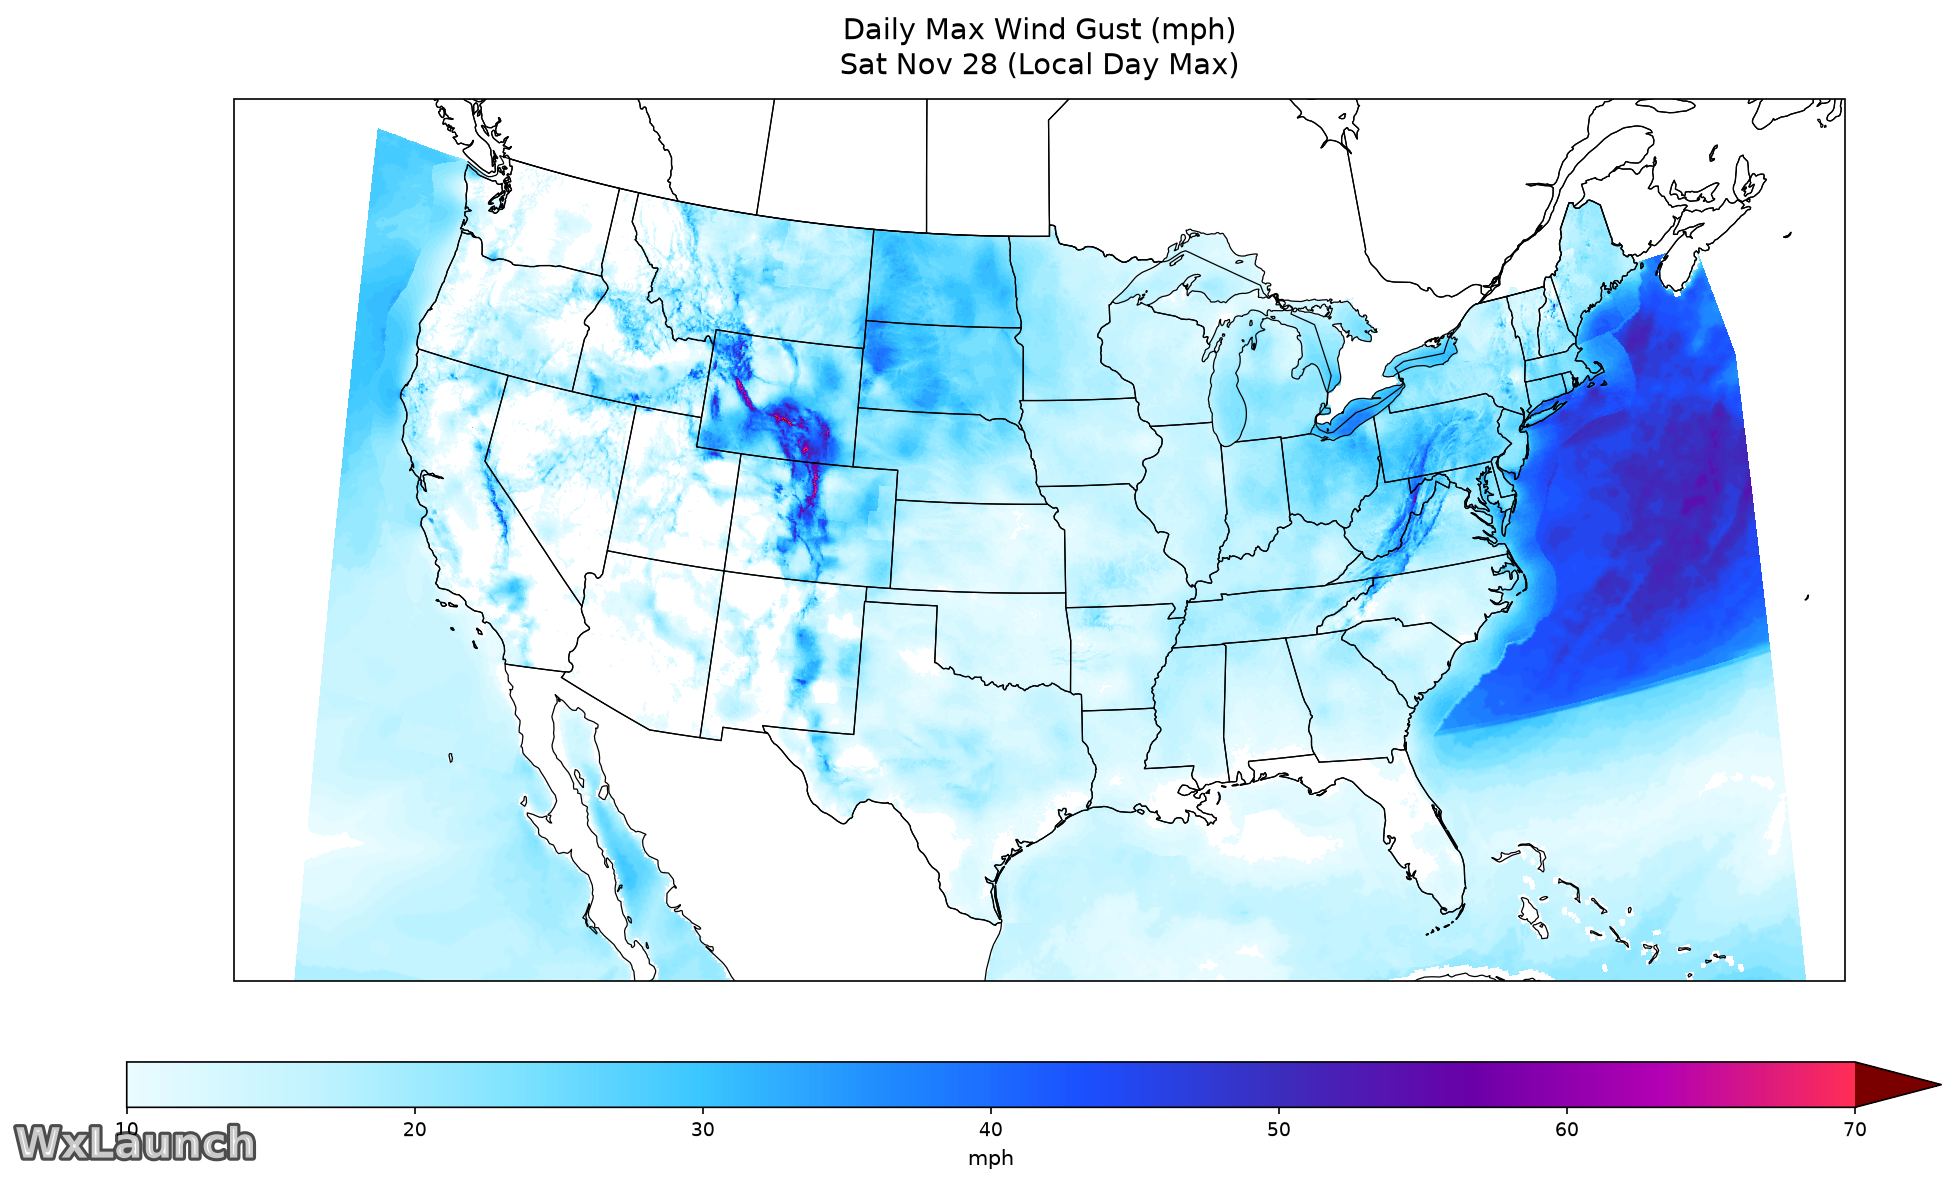 Daily Max Wind Gust (mph)
Sat Nov 28 (Local Day Max)
10 20 30 40 50 60 70
mph
WxLaunch